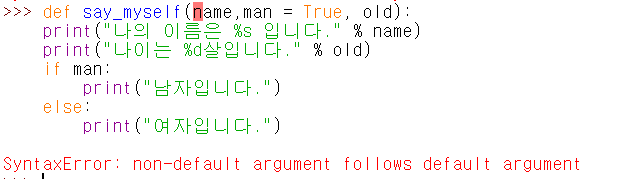 >>> def say_myself(name,man = True, old):
    print("나의 이름은 %s 입니다." % name)
    print("나이는 %d살입니다." % old)
    if man:
        print("남자입니다.")
    else:
        print("여자입니다.")
SyntaxError: non-default argument follows default argument
>>>